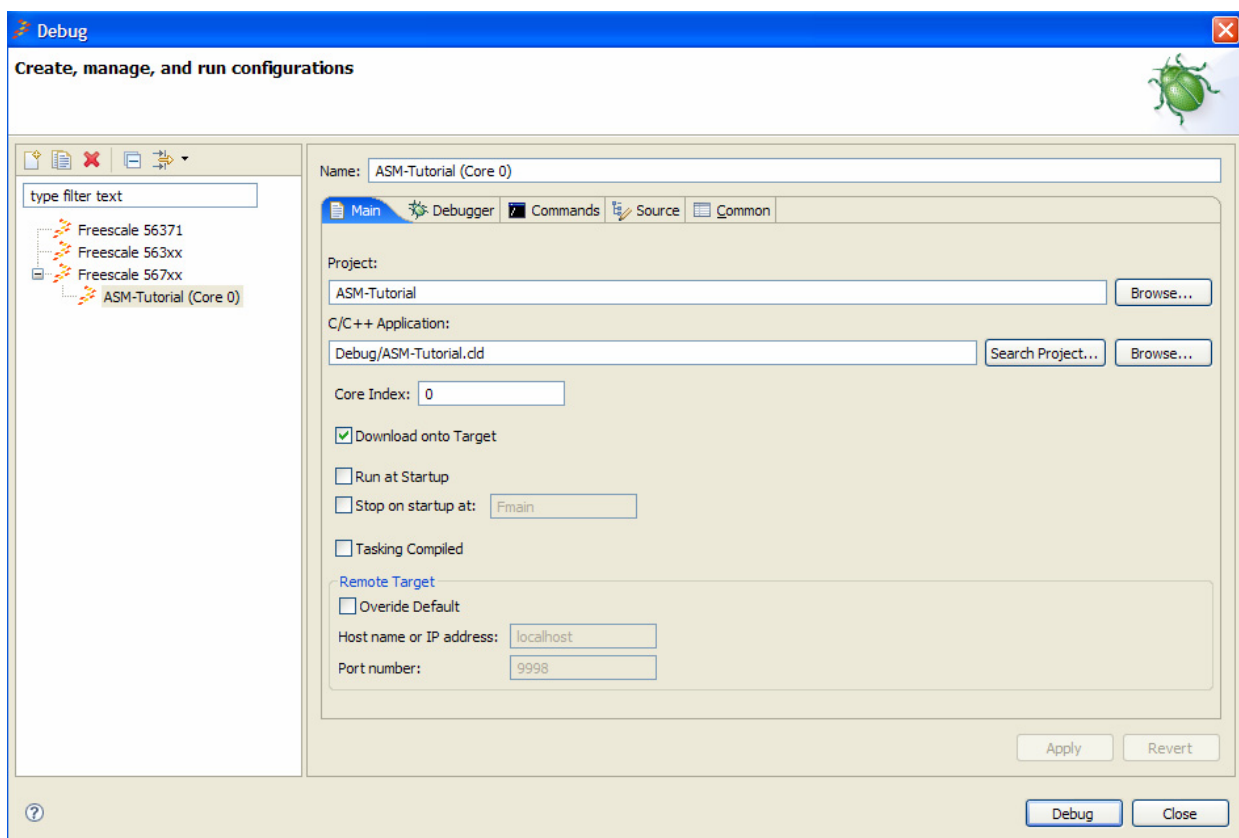 Debug
Create, manage, and run configurations
type filter text
Freescale 56371
Freescale 563xx
Freescale 567xx
ASM-Tutorial (Core 0)
Name: ASM-Tutorial (Core 0)
Main Debugger Commands Source Common
Project:
ASM-Tutorial Browse...
C/C++ Application:
Debug/ASM-Tutorial.cld Search Project... Browse...
Core Index: 0
Download onto Target
Run at Startup
Stop on startup at: Fmain
Tasking Compiled
Remote Target
Overide Default
Host name or IP address: localhost
Port number: 9998
Apply Revert
Debug Close